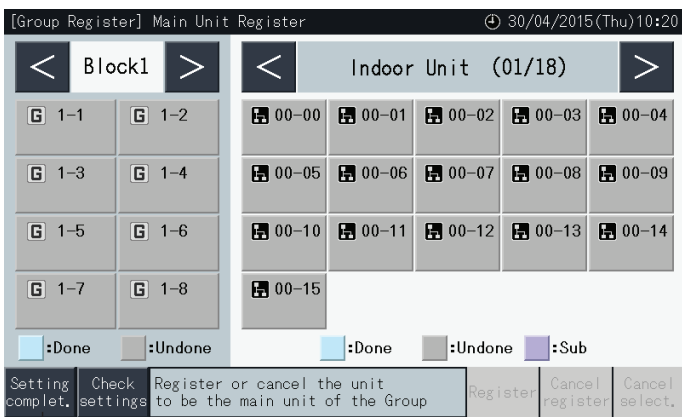 [Group Register] Main Unit Register 30/04/2015(Thu)10:20
< Block1 > < Indoor Unit (01/18) >
G 1-1 G 1-2 00-00 00-01 00-02 00-03 00-04
G 1-3 G 1-4 00-05 00-06 00-07 00-08 00-09
G 1-5 G 1-6 00-10 00-11 00-12 00-13 00-14
G 1-7 G 1-8 00-15
:Done :Undone :Done :Undone :Sub
Setting Check Register or cancel the unit Register Cancel Cancel
complet. settings to be the main unit of the Group register select.